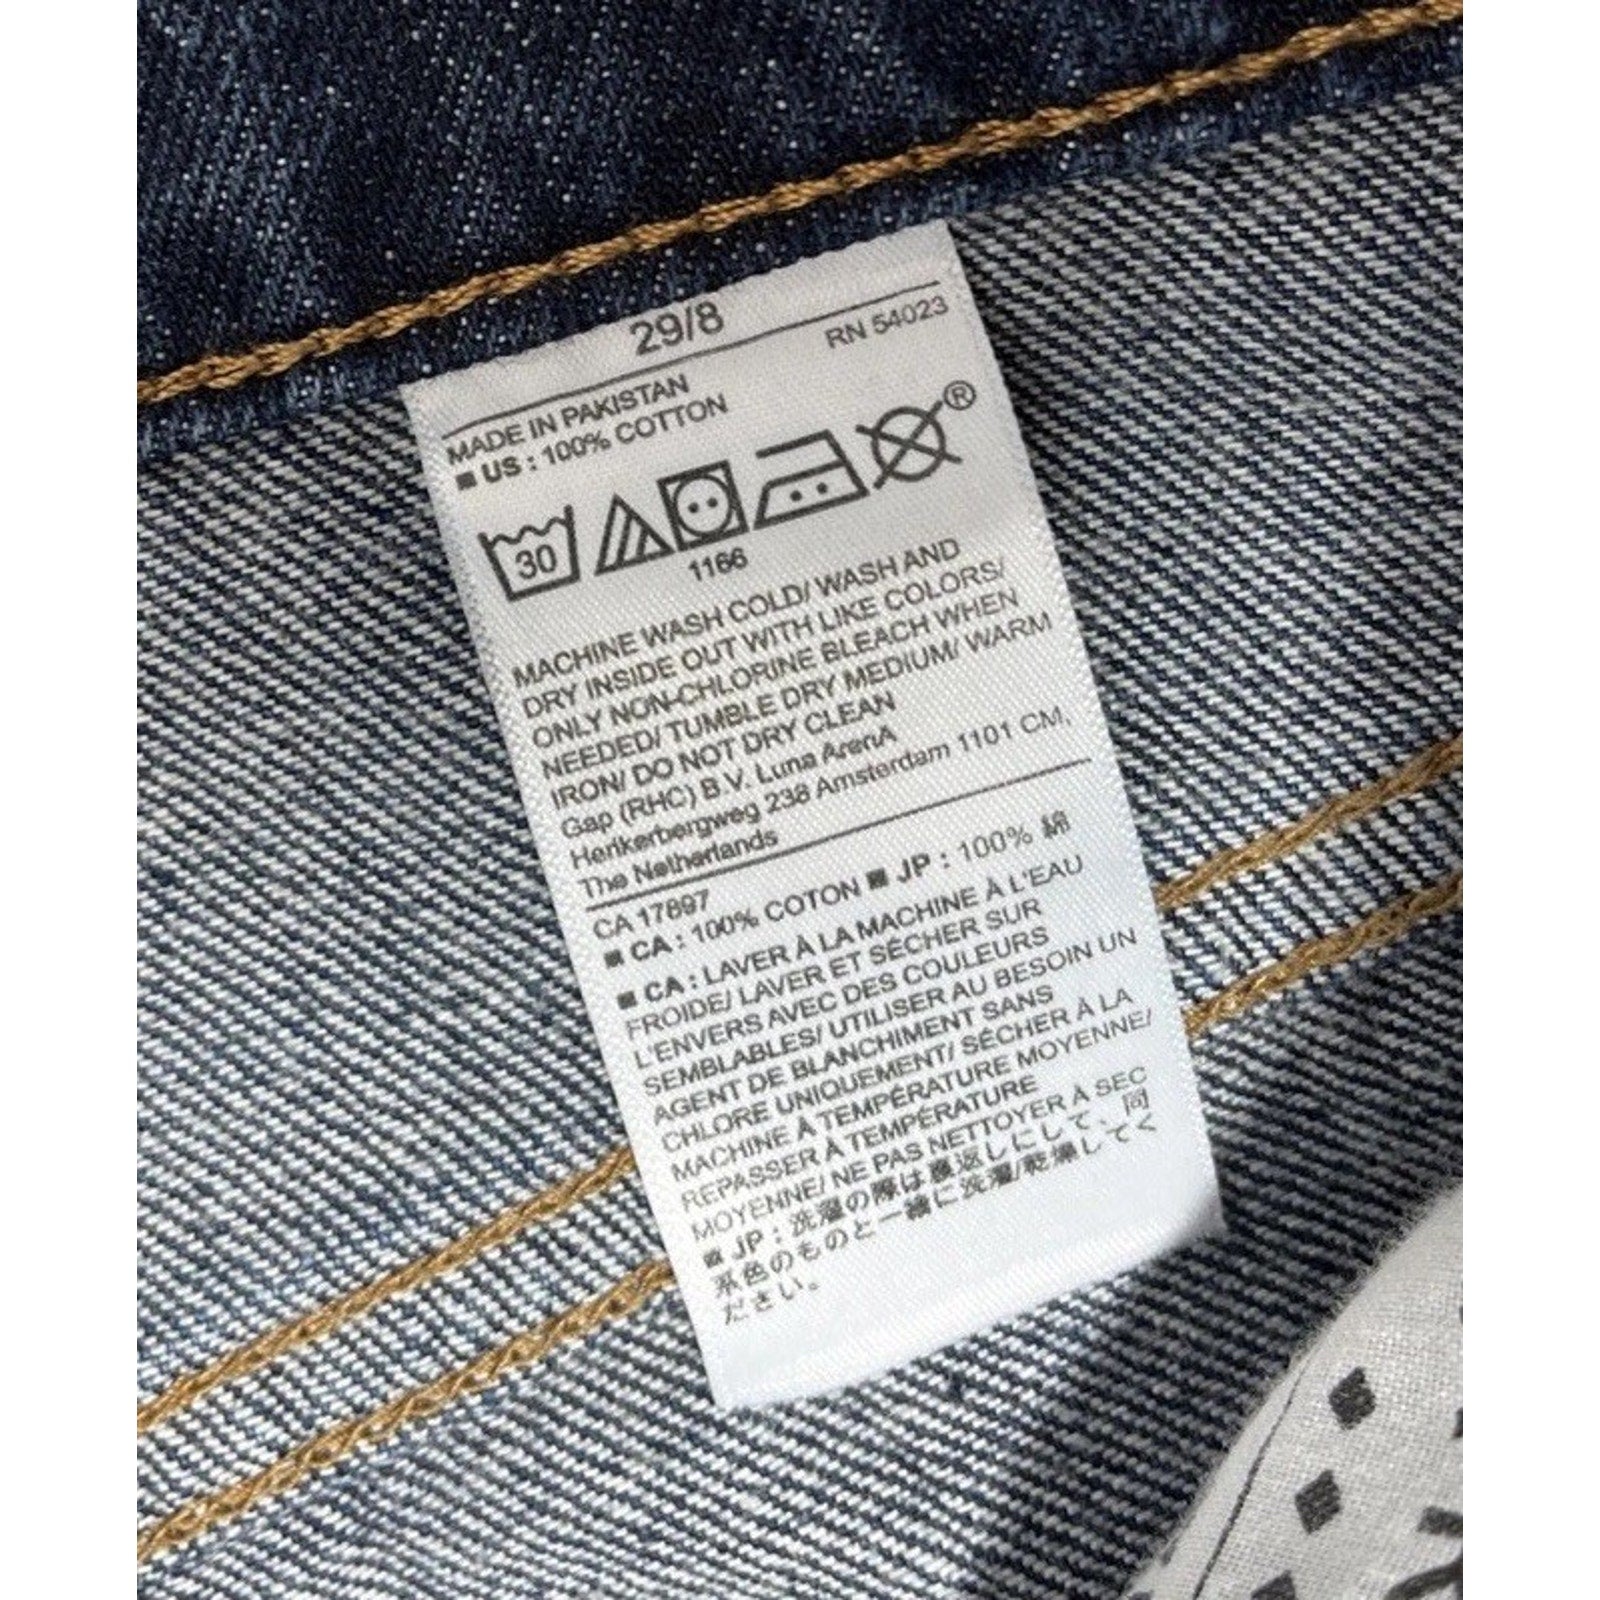 29/8
RN 54023
MADE IN PAKISTAN
■ US : 100% COTTON
30
®
1166
MACHINE WASH COLD/ WASH AND
DRY INSIDE OUT WITH LIKE COLORS/
ONLY NON-CHLORINE BLEACH WHEN
NEEDED/ TUMBLE DRY MEDIUM/ WARM
IRON/ DO NOT DRY CLEAN
Gap (RHC) B.V. Luna ArenA
Herikerbergweg 238 Amsterdam 1101 CM,
The Netherlands
CA 17897
■ CA : 100% COTON ■ JP : 100% 綿
■ CA : LAVER À LA MACHINE À L'EAU
FROIDE/ LAVER ET SÉCHER SUR
L'ENVERS AVEC DES COULEURS
SEMBLABLES/ UTILISER AU BESOIN UN
AGENT DE BLANCHIMENT SANS
CHLORE UNIQUEMENT/ SÉCHER À LA
MACHINE À TEMPÉRATURE MOYENNE/
REPASSER À TEMPÉRATURE
MOYENNE/ NE PAS NETTOYER À SEC
■ JP : 洗濯の際は裏返しにして、同
系色のものと一緒に洗濯/乾燥してく
ださい。